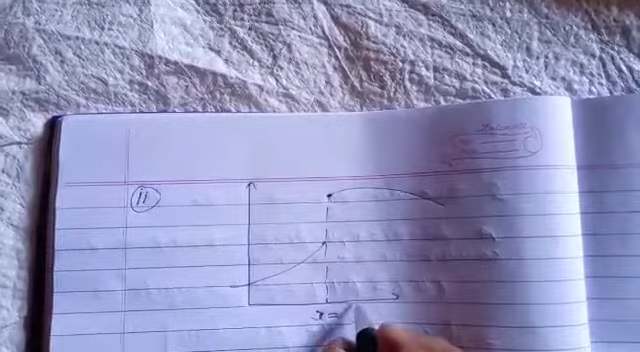 ii
x =